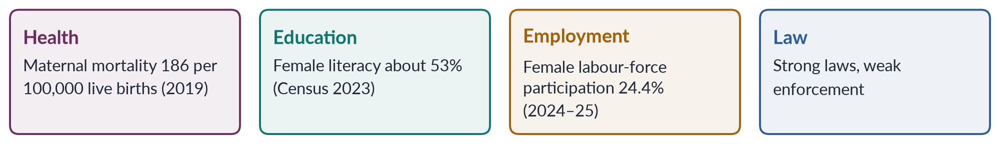 Health
Maternal mortality 186 per
100,000 live births (2019)
Education
Female literacy about 53%
(Census 2023)
Employment
Female labour-force
participation 24.4%
(2024–25)
Law
Strong laws, weak
enforcement